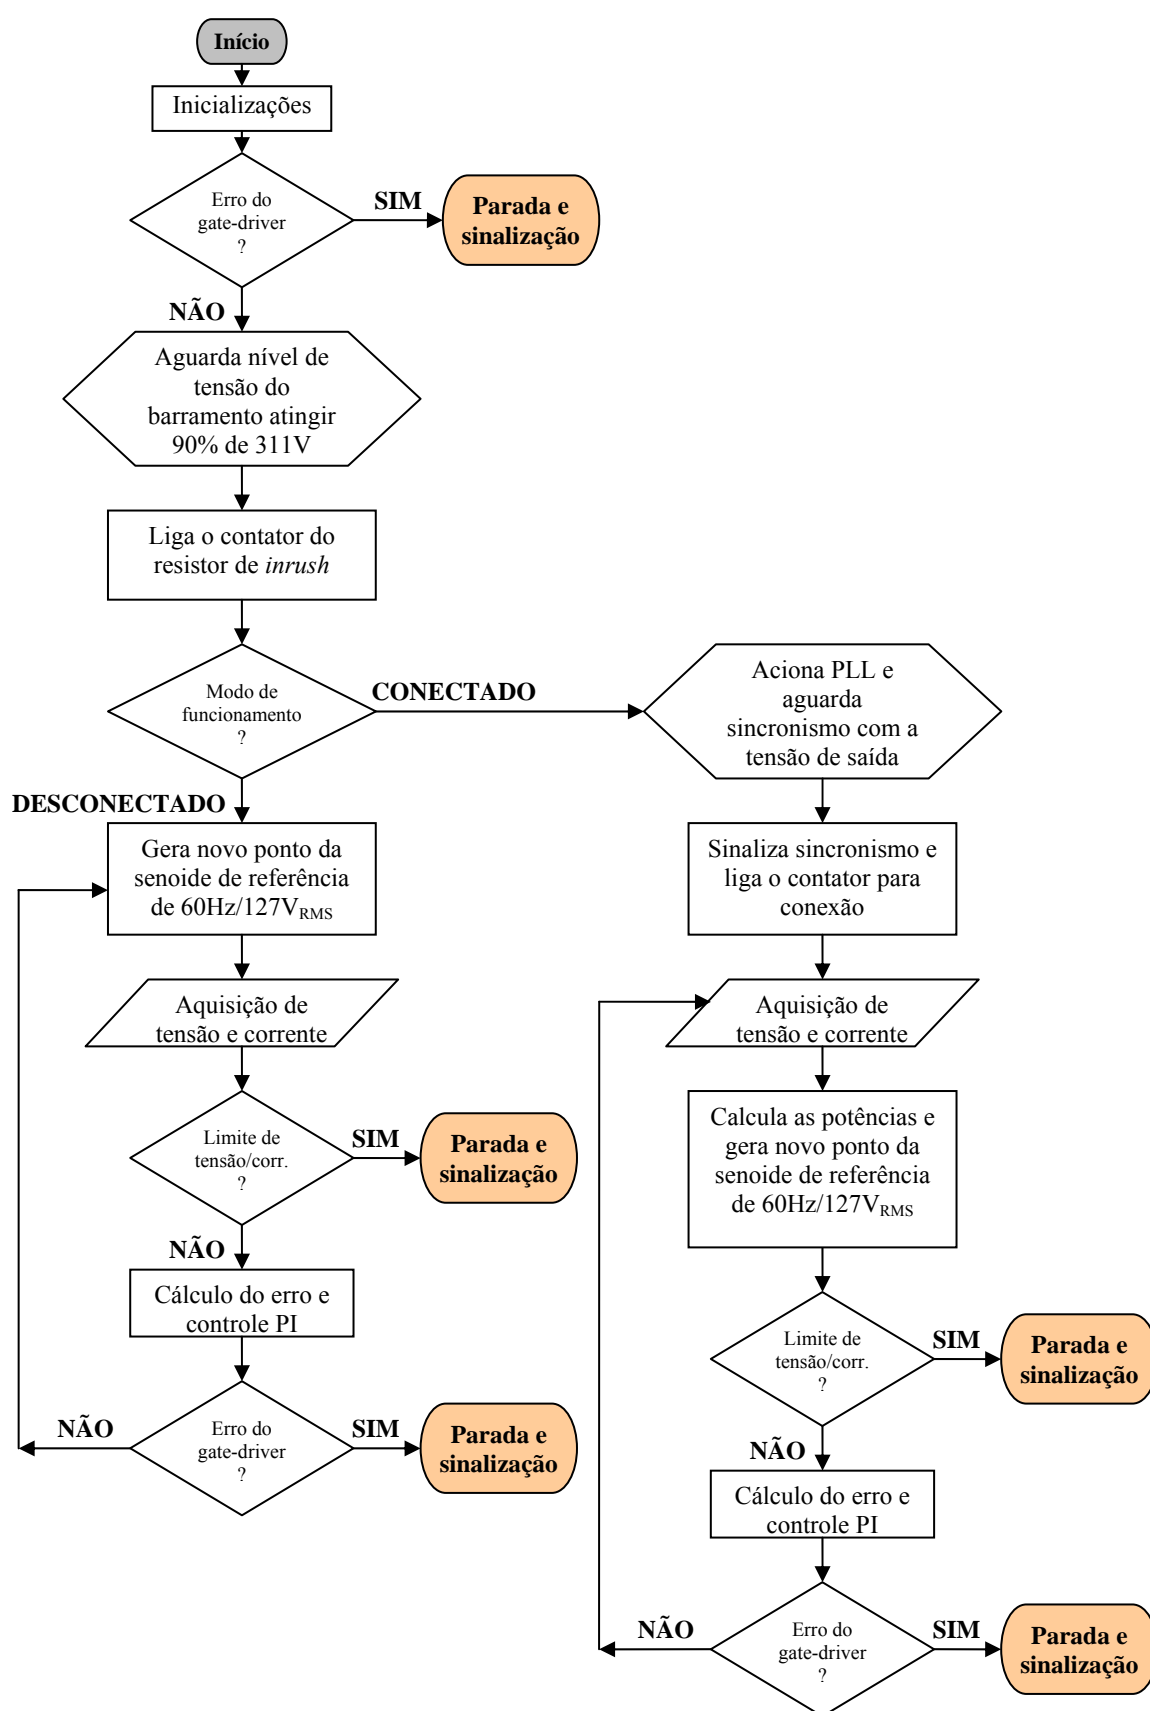 Início
Inicializações
Erro do
gate-driver
?
SIM
Parada e
sinalização
NÃO
Aguarda nível de
tensão do
barramento atingir
90% de 311V
Liga o contator do
resistor de inrush
Modo de
funcionamento
?
CONECTADO
Aciona PLL e
aguarda
sincronismo com a
tensão de saída
DESCONECTADO
Gera novo ponto da
senoide de referência
de 60Hz/127VRMS
Sinaliza sincronismo e
liga o contator para
conexão
Aquisição de
tensão e corrente
Aquisição de
tensão e corrente
Limite de
tensão/corr.
?
SIM
Parada e
sinalização
Calcula as potências e
gera novo ponto da
senoide de referência
de 60Hz/127VRMS
NÃO
Cálculo do erro e
controle PI
Limite de
tensão/corr.
?
SIM
Parada e
sinalização
NÃO
Erro do
gate-driver
?
SIM
Parada e
sinalização
NÃO
Cálculo do erro e
controle PI
NÃO
Erro do
gate-driver
?
SIM
Parada e
sinalização